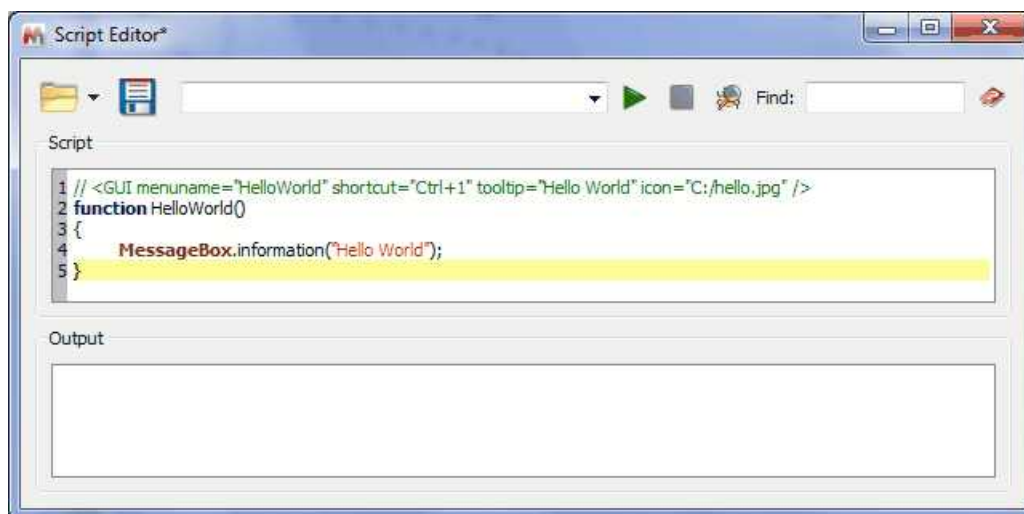 Script Editor*
Find:
Script
1 // <GUI menuname="HelloWorld" shortcut="Ctrl+1" tooltip="Hello World" icon="C:/hello.jpg" />
2 function HelloWorld()
3 {
4 MessageBox.information("Hello World");
5 }
Output